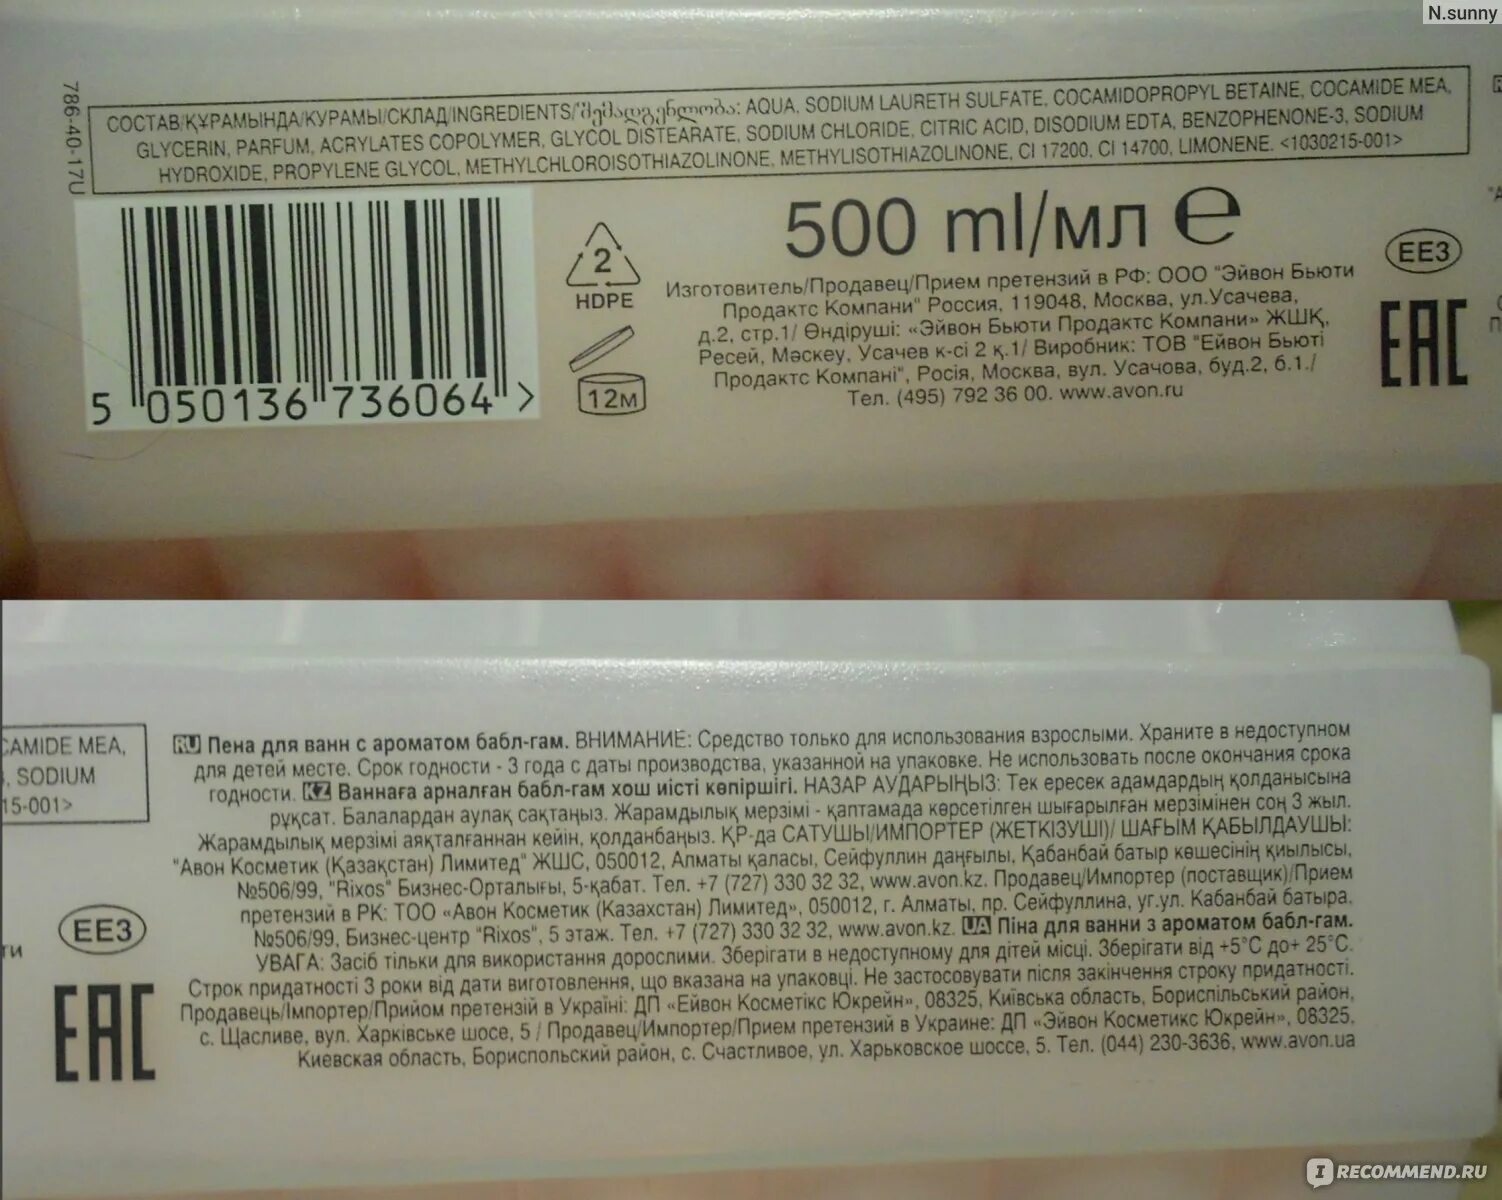 N.sunny
786-40-17U
СОСТАВ/ҚҰРАМЫНДА/КУРАМЫ/СКЛАД/INGREDIENTS/შემადგენლობა: AQUA, SODIUM LAURETH SULFATE, COCAMIDOPROPYL BETAINE, COCAMIDE MEA,
GLYCERIN, PARFUM, ACRYLATES COPOLYMER, GLYCOL DISTEARATE, SODIUM CHLORIDE, CITRIC ACID, DISODIUM EDTA, BENZOPHENONE-3, SODIUM
HYDROXIDE, PROPYLENE GLYCOL, METHYLCHLOROISOTHIAZOLINONE, METHYLISOTHIAZOLINONE, CI 17200, CI 14700, LIMONENE. <1030215-001>
5 050136 736064 >
2
HDPE
12M
500 ml/мл e
Изготовитель/Продавец/Прием претензий в РФ: ООО "Эйвон Бьюти
Продактс Компани" Россия, 119048, Москва, ул.Усачева,
д.2, стр.1/ Өндіруші: «Эйвон Бьюти Продактс Компани» ЖШҚ,
Ресей, Мәскеу, Усачев к-сі 2 қ.1/ Виробник: ТОВ "Ейвон Бьюті
Продактс Компані", Росія, Москва, вул. Усачова, буд.2, б.1./
Тел. (495) 792 36 00. www.avon.ru
EE3
EAC
CAMIDE MEA,
SODIUM
15-001>
EE3
ти
EAC
RU Пена для ванн с ароматом бабл-гам. ВНИМАНИЕ: Средство только для использования взрослыми. Храните в недоступном
для детей месте. Срок годности - 3 года с даты производства, указанной на упаковке. Не использовать после окончания срока
годности. KZ Ваннаға арналған бабл-гам хош иісті көпіршігі. НАЗАР АУДАРЫҢЫЗ: Тек ересек адамдардың қолданысына
рұқсат. Балалардан аулақ сақтаңыз. Жарамдылық мерзімі - қаптамада көрсетілген шығарылған мерзімінен соң 3 жыл.
Жарамдылық мерзімі аяқталғаннан кейін, қолданбаңыз. ҚР-да САТУШЫ/ИМПОРТЕР (ЖЕТКІЗУШІ)/ ШАҒЫМ ҚАБЫЛДАУШЫ:
"Авон Косметик (Қазақстан) Лимитед" ЖШС, 050012, Алматы қаласы, Сейфуллин даңғылы, Қабанбай батыр көшесінің қиылысы,
№506/99, "Rixos" Бизнес-Орталығы, 5-қабат. Тел. +7 (727) 330 32 32, www.avon.kz. Продавец/Импортер (поставщик)/Прием
претензий в РК: ТОО «Авон Косметик (Казахстан) Лимитед», 050012, г. Алматы, пр. Сейфуллина, уг.ул. Кабанбай батыра.
№506/99, Бизнес-центр "Rixos", 5 этаж. Тел. +7 (727) 330 32 32, www.avon.kz. UA Піна для ванни з ароматом бабл-гам.
УВАГА: Засіб тільки для використання дорослими. Зберігати в недоступному для дітей місці. Зберігати від +5°C до+ 25°C.
Строк придатності 3 роки від дати виготовлення, що вказана на упаковці. Не застосовувати після закінчення строку придатності.
Продавець/Імпортер/Прийом претензій в Україні: ДП «Ейвон Косметікс Юкрейн», 08325, Київська область, Бориспільський район,
с. Щасливе, вул. Харківське шосе, 5 / Продавец/Импортер/Прием претензий в Украине: ДП «Эйвон Косметикс Юкрейн», 08325,
Киевская область, Бориспольский район, с. Счастливое, ул. Харьковское шоссе, 5. Тел. (044) 230-3636, www.avon.ua
IRECOMMEND.RU